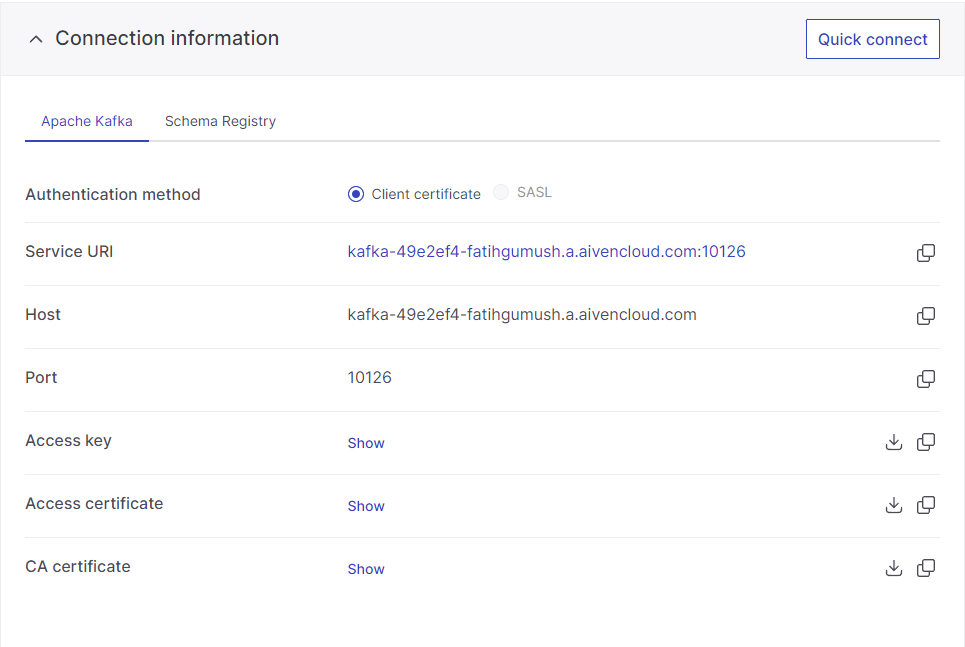 Connection information
Quick connect
Apache Kafka Schema Registry
Authentication method Client certificate SASL
Service URI kafka-49e2ef4-fatihgumush.a.aivencloud.com:10126
Host kafka-49e2ef4-fatihgumush.a.aivencloud.com
Port 10126
Access key Show
Access certificate Show
CA certificate Show